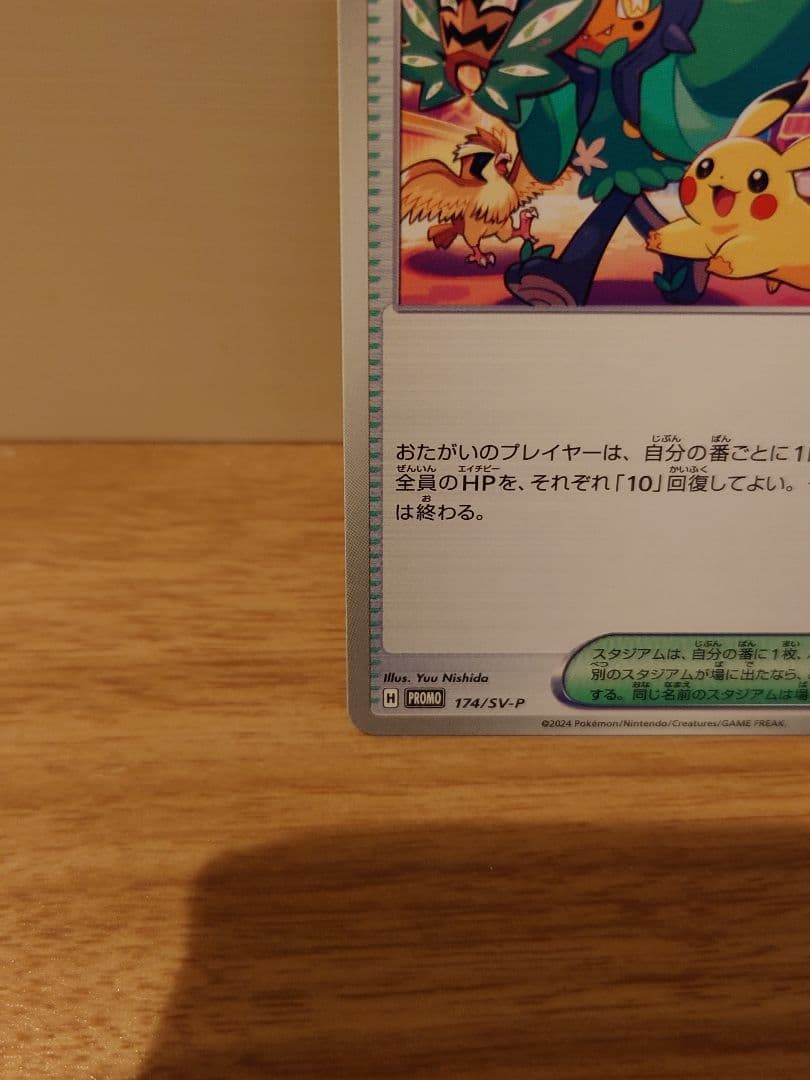 おたがいのプレイヤーは、自分の番ごとに1
全員のHPを、それぞれ「10」回復してよい。
は終わる。
スタジアムは、自分の番に1枚、
別のスタジアムが場に出たなら、
する。同じ名前のスタジアムは場
Illus. Yuu Nishida
H PROMO 174/SV-P
©2024 Pokémon/Nintendo/Creatures/GAME FREAK.